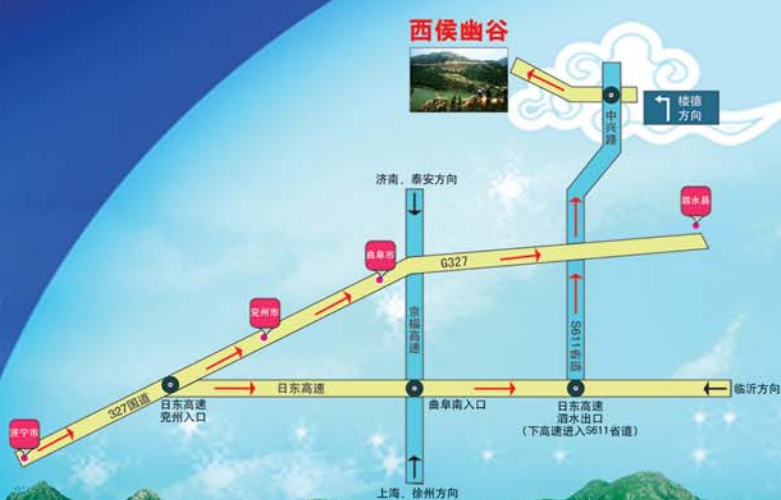 西侯幽谷
楼德
方向
中兴路
济南、泰安方向
泗水县
曲阜市
G327
兖州市
京福高速
S611省道
日东高速
临沂方向
327国道
日东高速
兖州入口
曲阜南入口
日东高速
泗水出口
(下高速进入S611省道)
济宁市
上海、徐州方向